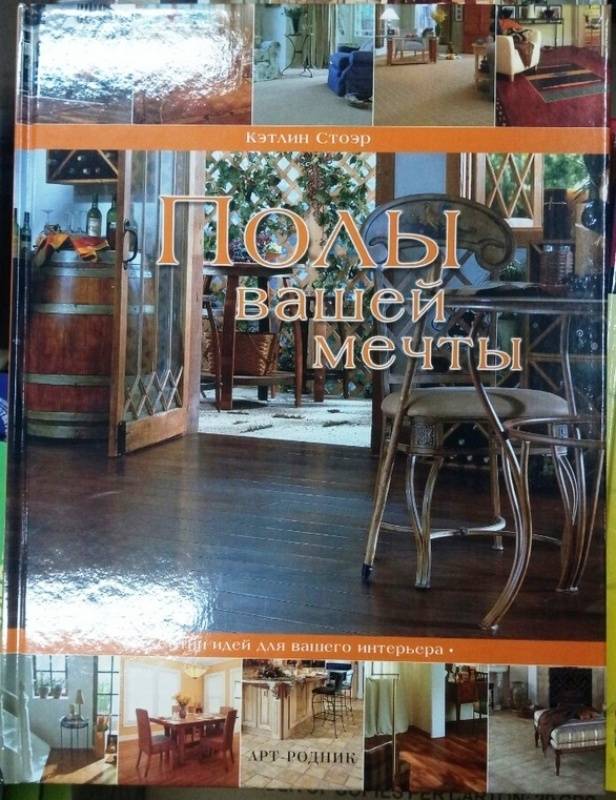 Кэтлин Стоэр
Полы
вашей
мечты
идей для вашего интерьера •
АРТ-РОДНИК